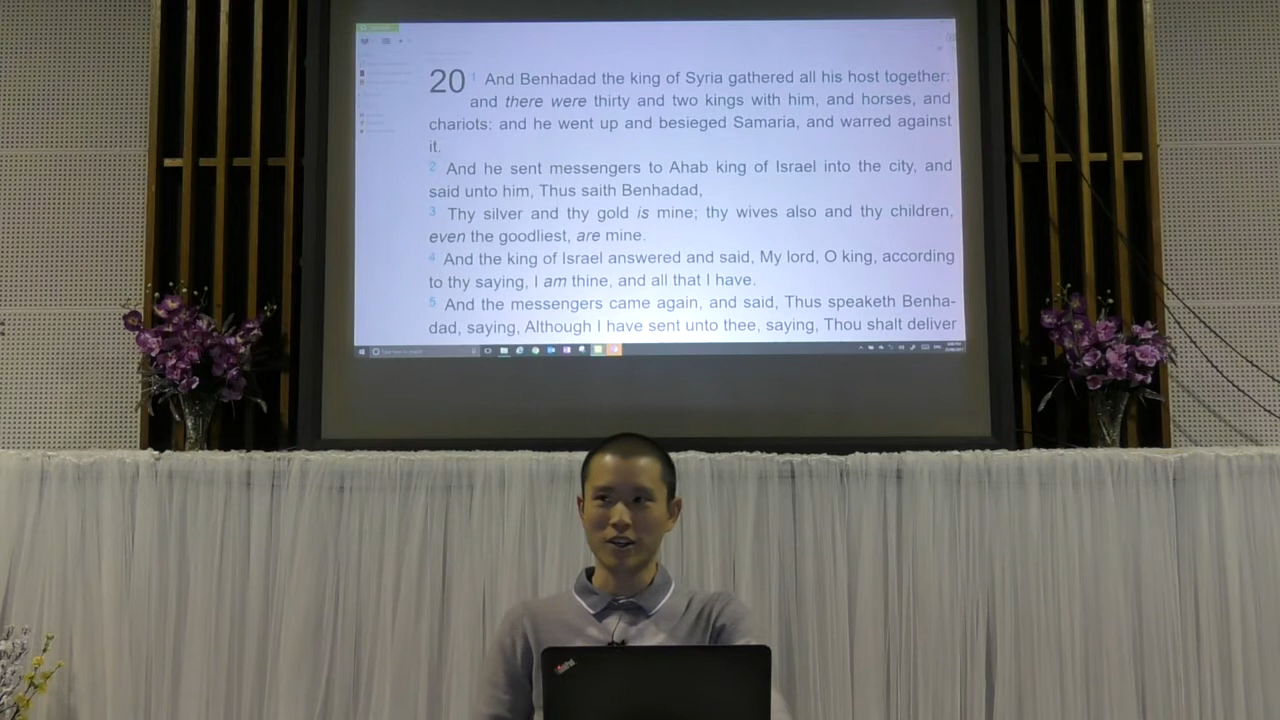 20 1 And Benhadad the king of Syria gathered all his host together:
and there were thirty and two kings with him, and horses, and
chariots: and he went up and besieged Samaria, and warred against
it.
2 And he sent messengers to Ahab king of Israel into the city, and
said unto him, Thus saith Benhadad,
3 Thy silver and thy gold is mine; thy wives also and thy children,
even the goodliest, are mine.
4 And the king of Israel answered and said, My lord, O king, according
to thy saying, I am thine, and all that I have.
5 And the messengers came again, and said, Thus speaketh Benha-
dad, saying, Although I have sent unto thee, saying, Thou shalt deliver
Type here to search
ThinkPad